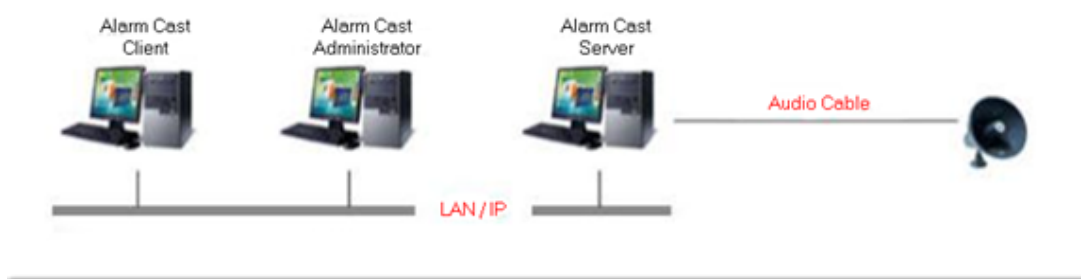 Alarm Cast
Client
Alarm Cast
Administrator
Alarm Cast
Server
Audio Cable
LAN / IP